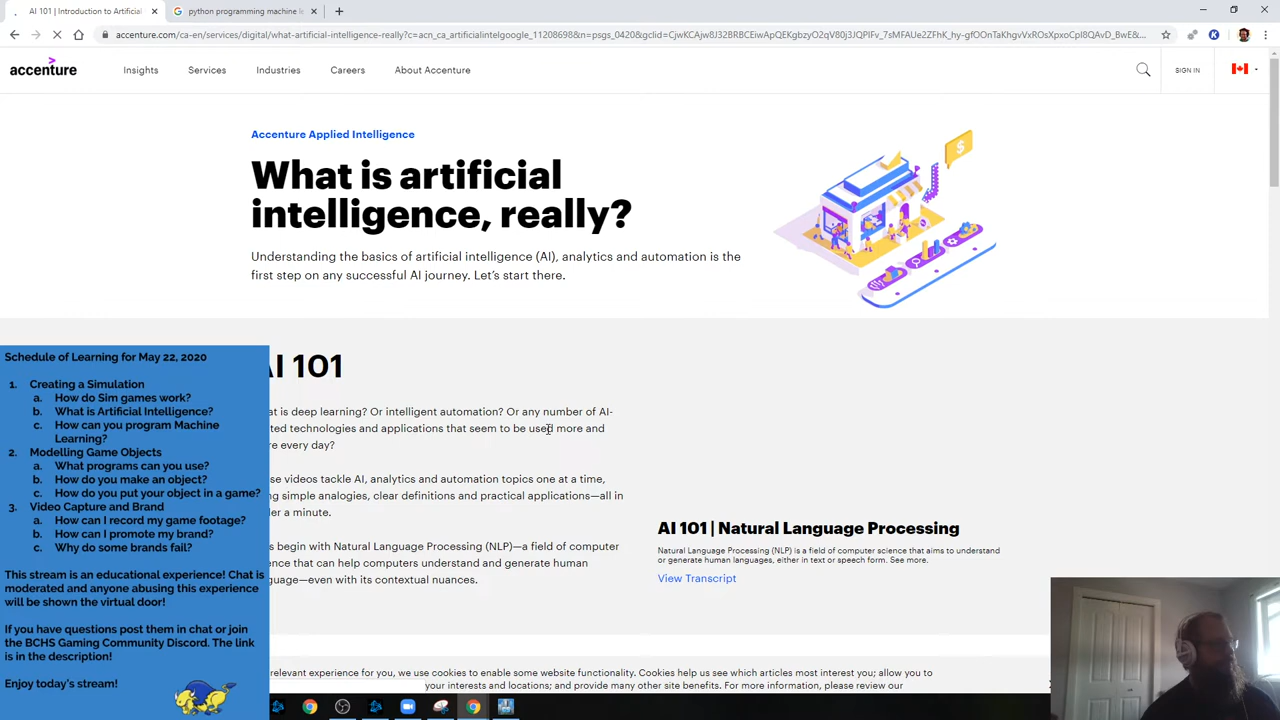 AI 101 | Introduction to Artificial
python programming machine l
accenture.com/ca-en/services/digital/what-artificial-intelligence-really?c=acn_ca_artificialintelgoogle_11208698&n=psgs_0420&gclid=
accenture
Insights
Services
Industries
Careers
About Accenture
SIGN IN
Accenture Applied Intelligence
What is artificial
intelligence, really?
Understanding the basics of artificial intelligence (AI), analytics and automation is the
first step on any successful AI journey. Let's start there.
AI 101
at is deep learning? Or intelligent automation? Or any number of AI-
ted technologies and applications that seem to be used more and
re every day?
se videos tackle AI, analytics and automation topics one at a time,
ng simple analogies, clear definitions and practical applications—all in
er a minute.
s begin with Natural Language Processing (NLP)—a field of computer
ence that can help computers understand and generate human
guage—even with its contextual nuances.
AI 101 | Natural Language Processing
Natural Language Processing (NLP) is a field of computer science that aims to understand
or generate human languages, either in text or speech form. See more.
View Transcript
relevant experience for you, we use cookies to enable some website functionality. Cookies help us see which articles most interest you; allow you to
your interests and locations; and provide many other site benefits. For more information, please review our
Schedule of Learning for May 22, 2020
1. Creating a Simulation
a. How do Sim games work?
b. What is Artificial Intelligence?
c. How can you program Machine
Learning?
2. Modelling Game Objects
a. What programs can you use?
b. How do you make an object?
c. How do you put your object in a game?
3. Video Capture and Brand
a. How can I record my game footage?
b. How can I promote my brand?
c. Why do some brands fail?
This stream is an educational experience! Chat is
moderated and anyone abusing this experience
will be shown the virtual door!
If you have questions post them in chat or join
the BCHS Gaming Community Discord. The link
is in the description!
Enjoy today's stream!